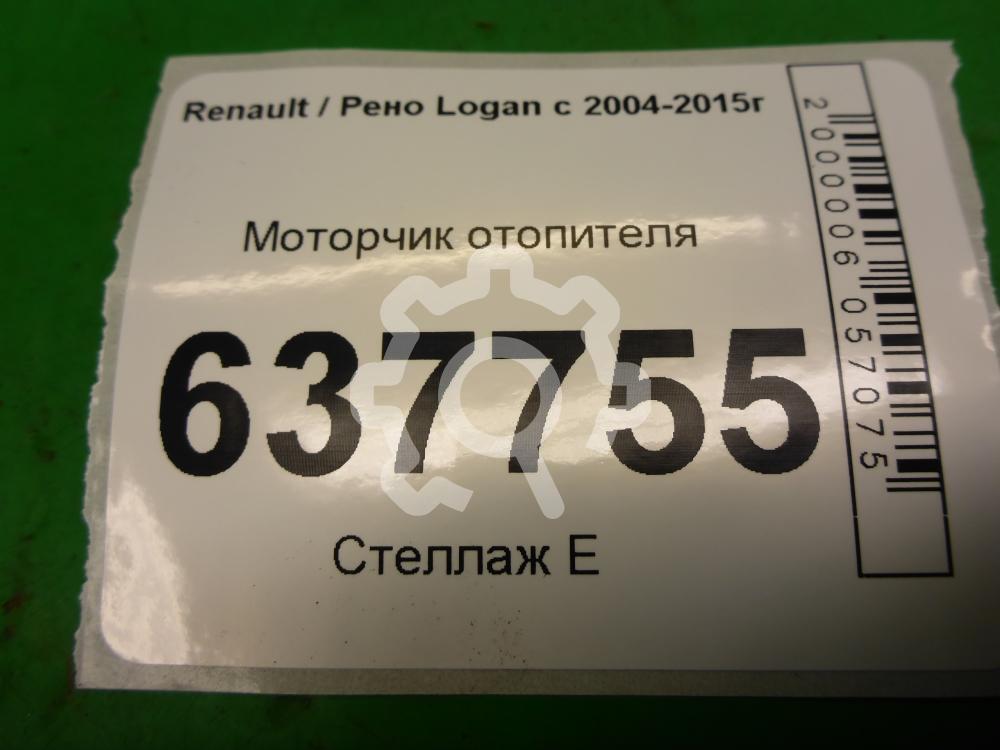 Renault / Рено Logan с 2004-2015г
Моторчик отопителя
637755
Стеллаж Е
2000006057075